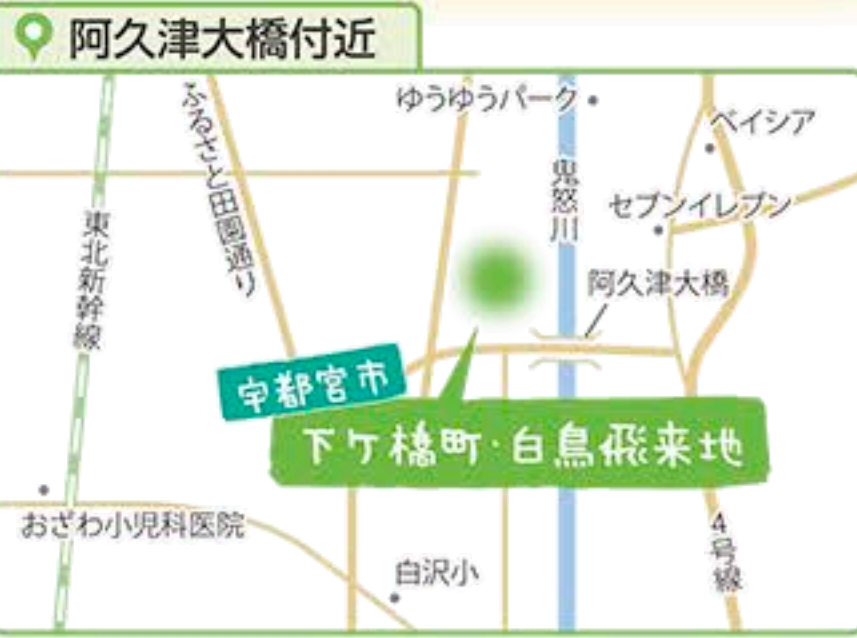 阿久津大橋付近
ゆうゆうパーク
ベイシア
ふるさと田園通り
鬼怒川
セブンイレブン
東北新幹線
阿久津大橋
宇都宮市
下ケ橋町・白鳥飛来地
おざわ小児科医院
4号線
白沢小